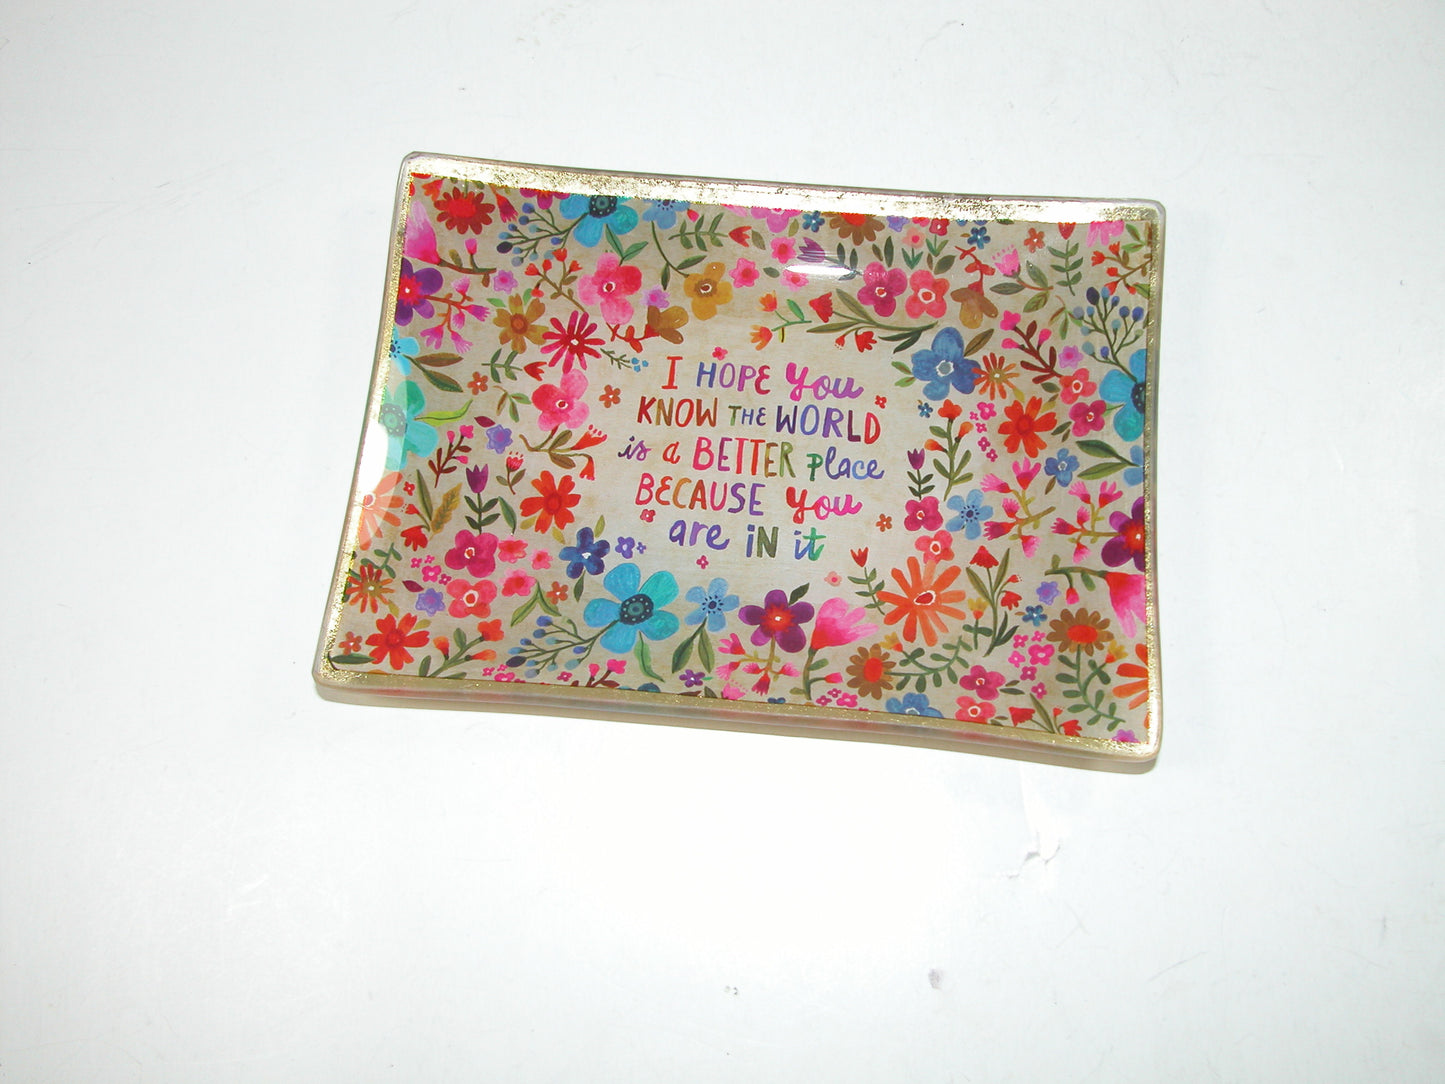 I HOPE you
KNOW THE WORLD
is a BETTER place
BECAUSE you
are iN it